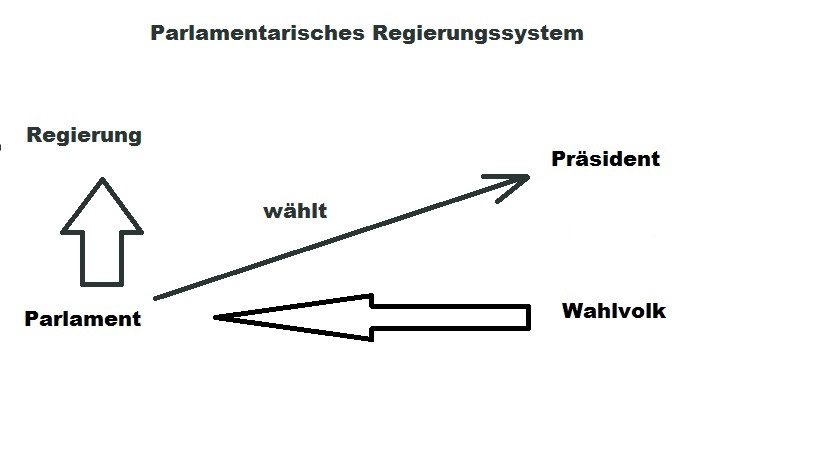 Parlamentarisches Regierungssystem
Regierung
Präsident
wählt
Parlament
Wahlvolk